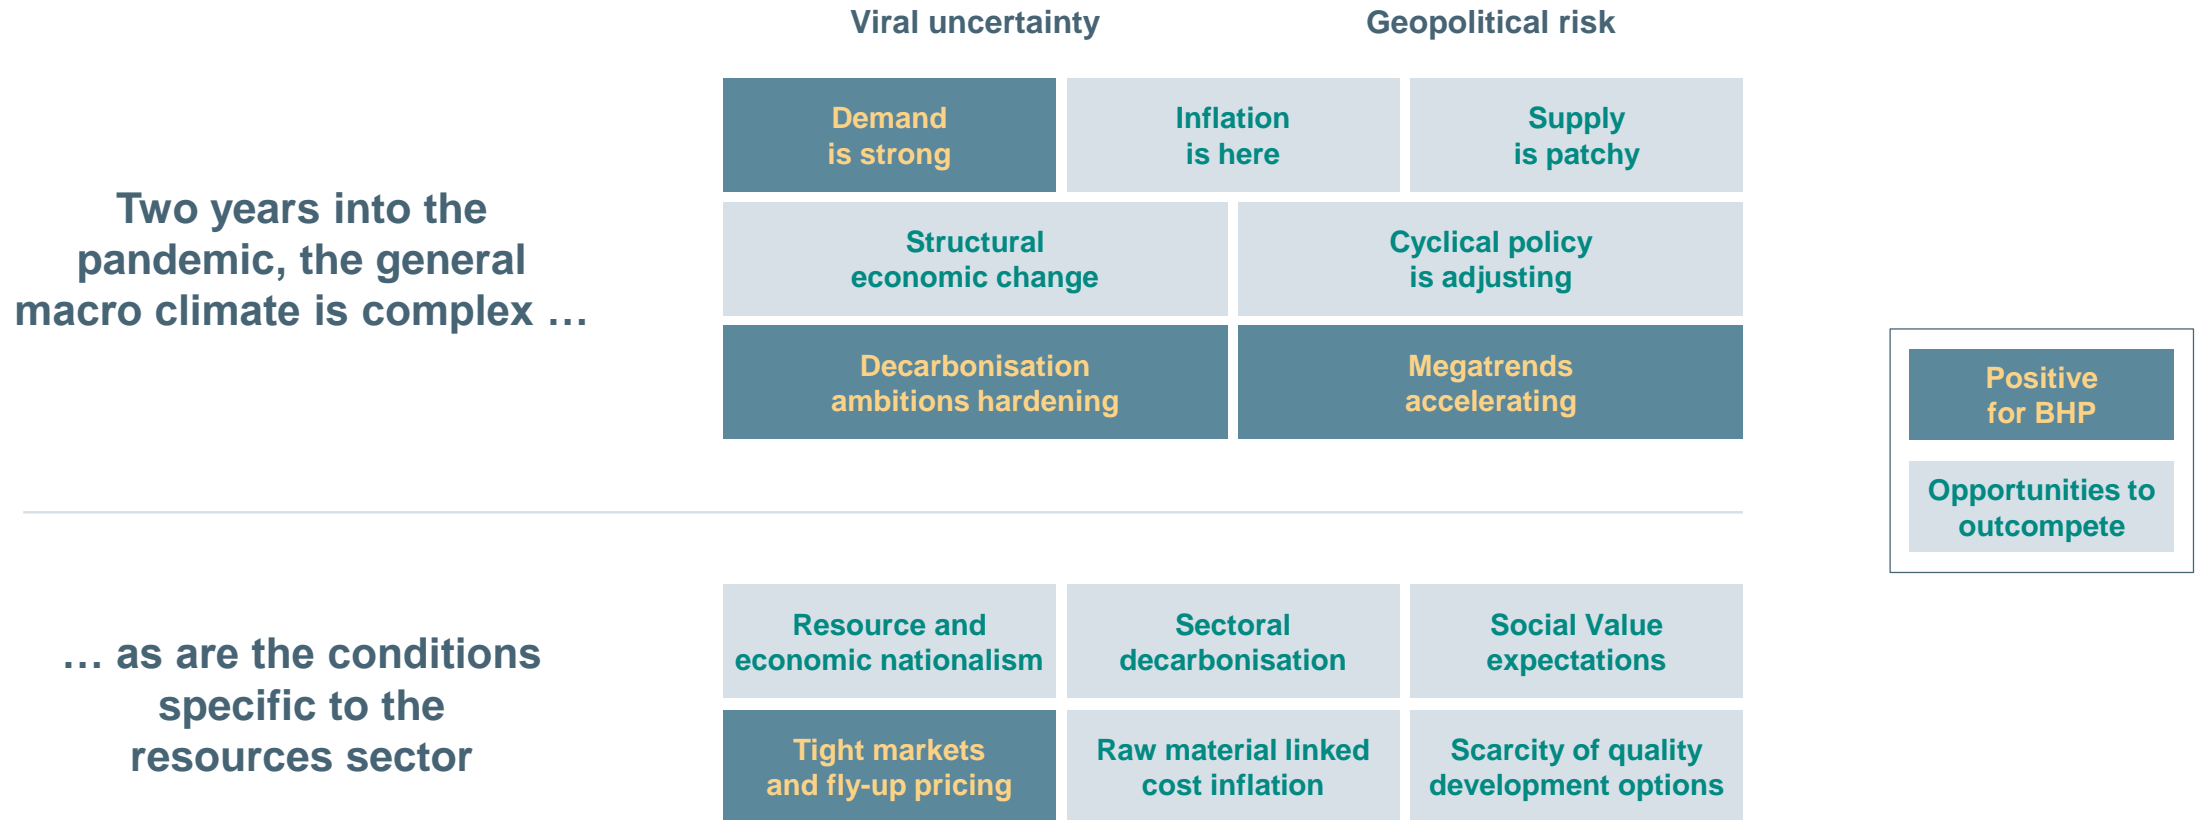 Viral uncertainty
Geopolitical risk
Two years into the
pandemic, the general
macro climate is complex …
Demand
is strong
Inflation
is here
Supply
is patchy
Structural
economic change
Cyclical policy
is adjusting
Decarbonisation
ambitions hardening
Megatrends
accelerating
Positive
for BHP
Opportunities to
outcompete
… as are the conditions
specific to the
resources sector
Resource and
economic nationalism
Sectoral
decarbonisation
Social Value
expectations
Tight markets
and fly-up pricing
Raw material linked
cost inflation
Scarcity of quality
development options